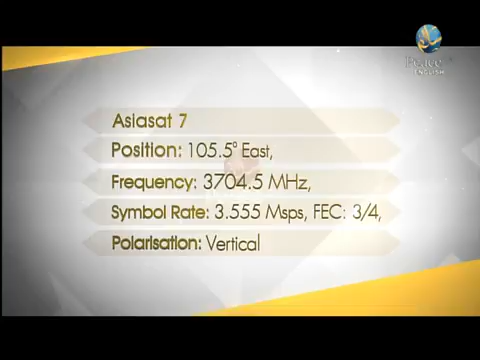 Peace
ENGLISH
Asiasat 7
Position: 105.5° East,
Frequency: 3704.5 MHz,
Symbol Rate: 3.555 Msps, FEC: 3/4,
Polarisation: Vertical